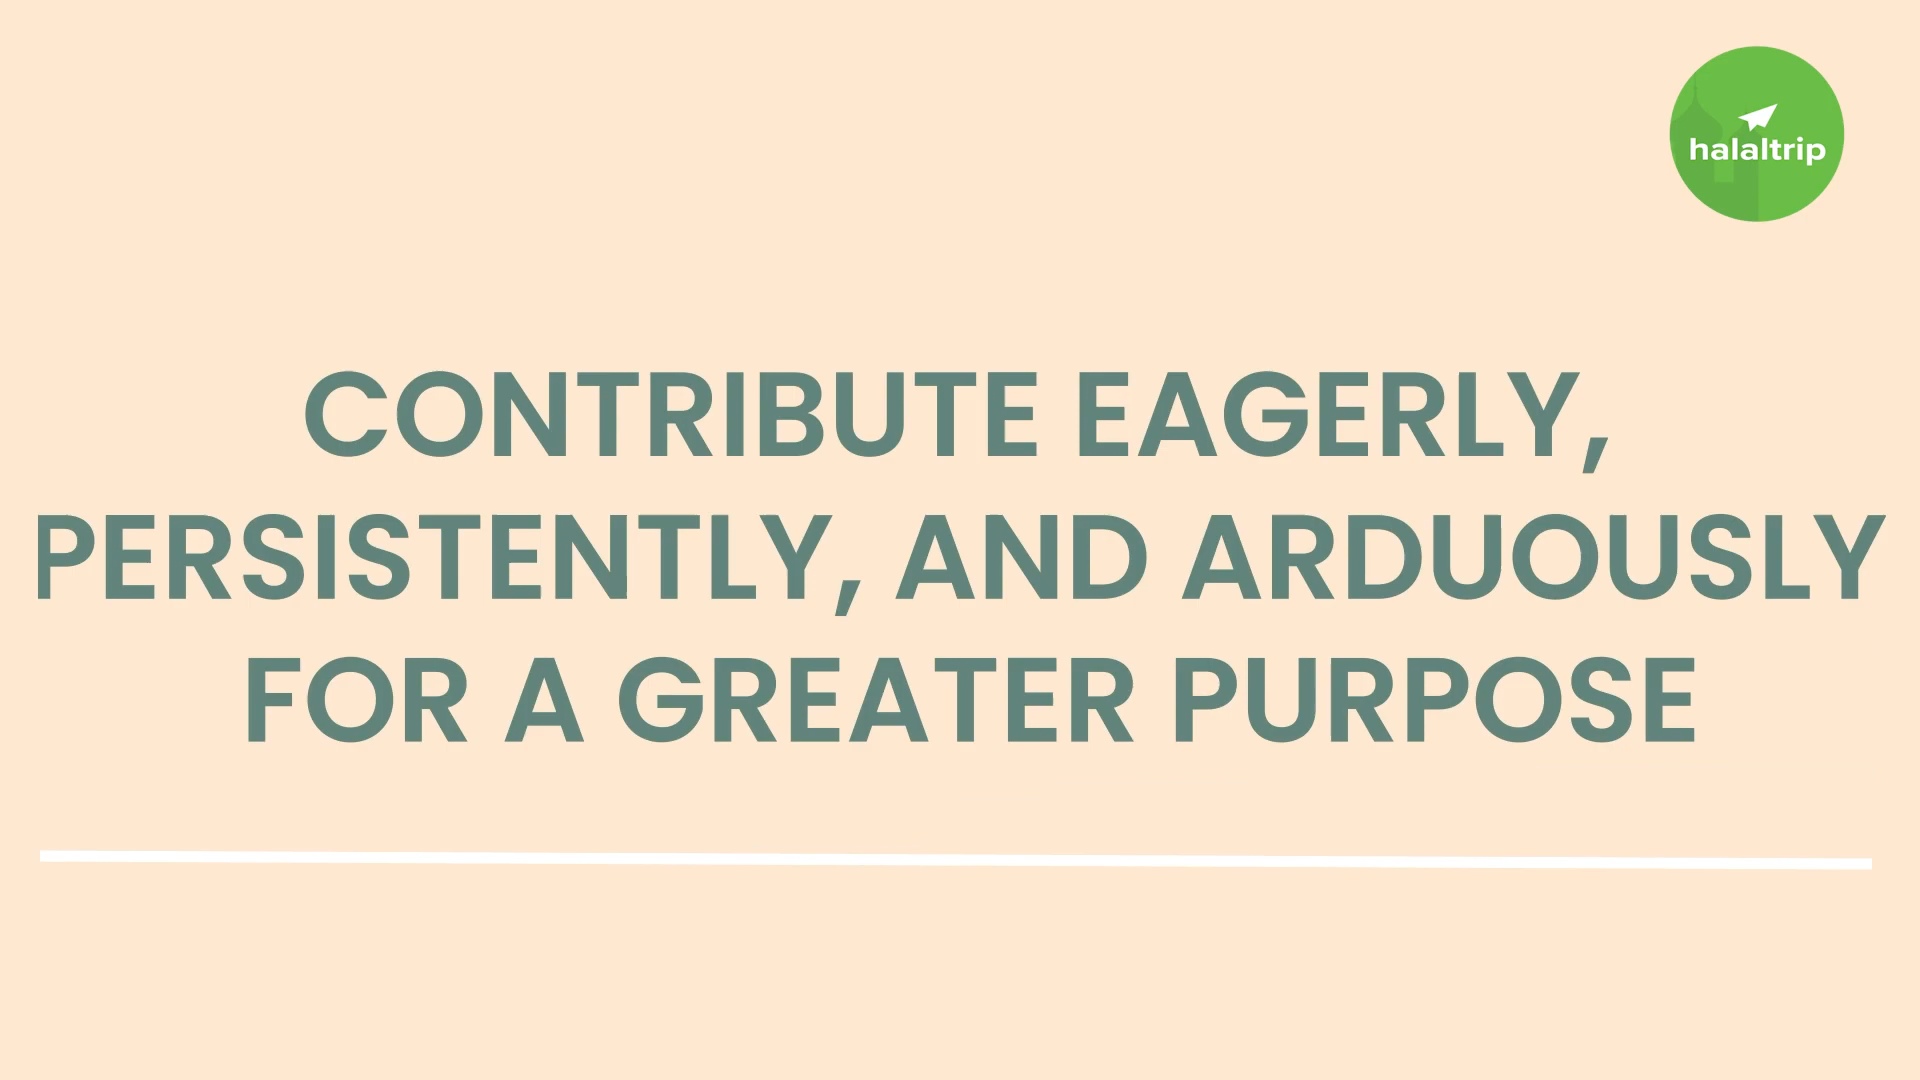 halaltrip
CONTRIBUTE EAGERLY,
PERSISTENTLY, AND ARDUOUSLY
FOR A GREATER PURPOSE